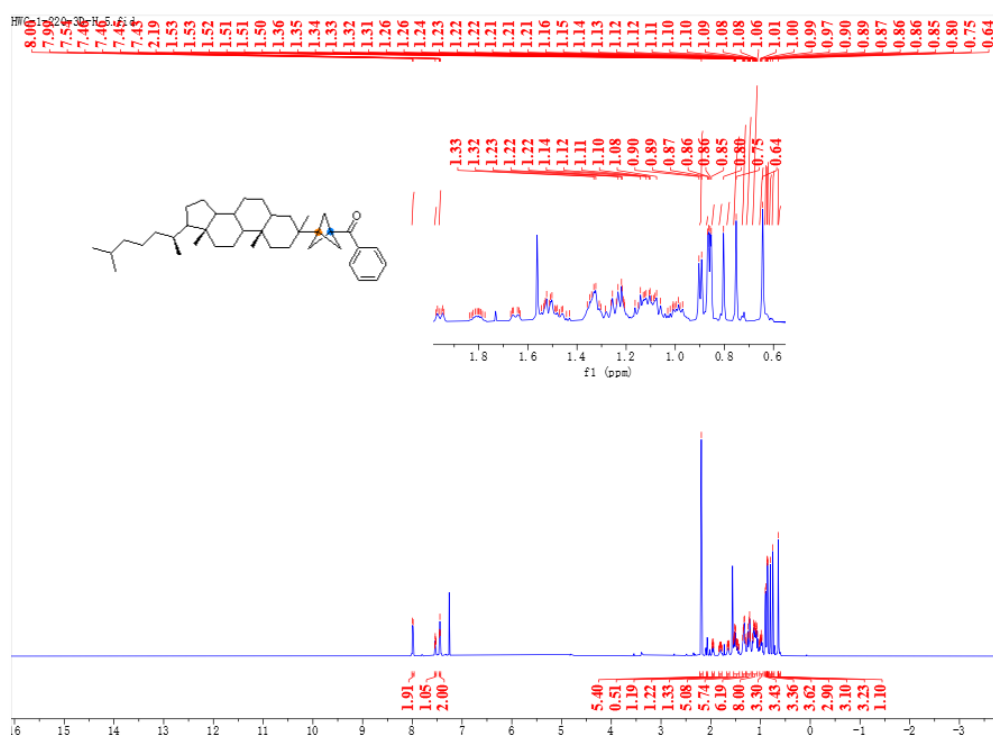 HWG-1-220-3D-H.5.fid
8.00 7.99 7.54 7.46 7.46 7.45 7.43 2.19 1.53 1.53 1.52 1.51 1.51 1.50 1.36 1.35 1.34 1.33 1.32 1.31 1.26 1.26 1.24 1.23 1.22 1.22 1.21 1.21 1.21 1.16 1.15 1.14 1.13 1.12 1.12 1.11 1.10 1.10 1.09 1.08 1.08 1.06 1.01 1.00 0.99 0.97 0.90 0.89 0.87 0.86 0.86 0.85 0.80 0.75 0.64
1.33 1.32 1.23 1.22 1.22 1.14 1.12 1.11 1.10 1.08 0.90 0.89 0.87 0.86 0.86 0.85 0.80 0.75 0.64
O
1.8 1.6 1.4 1.2 1.0 0.8 0.6
f1 (ppm)
1.91 1.05 2.00 5.40 0.51 1.19 1.22 1.33 5.08 5.74 6.19 8.00 3.30 3.43 3.36 3.62 2.90 3.10 3.23 1.10
16 15 14 13 12 11 10 9 8 7 6 5 4 3 2 1 0 -1 -2 -3